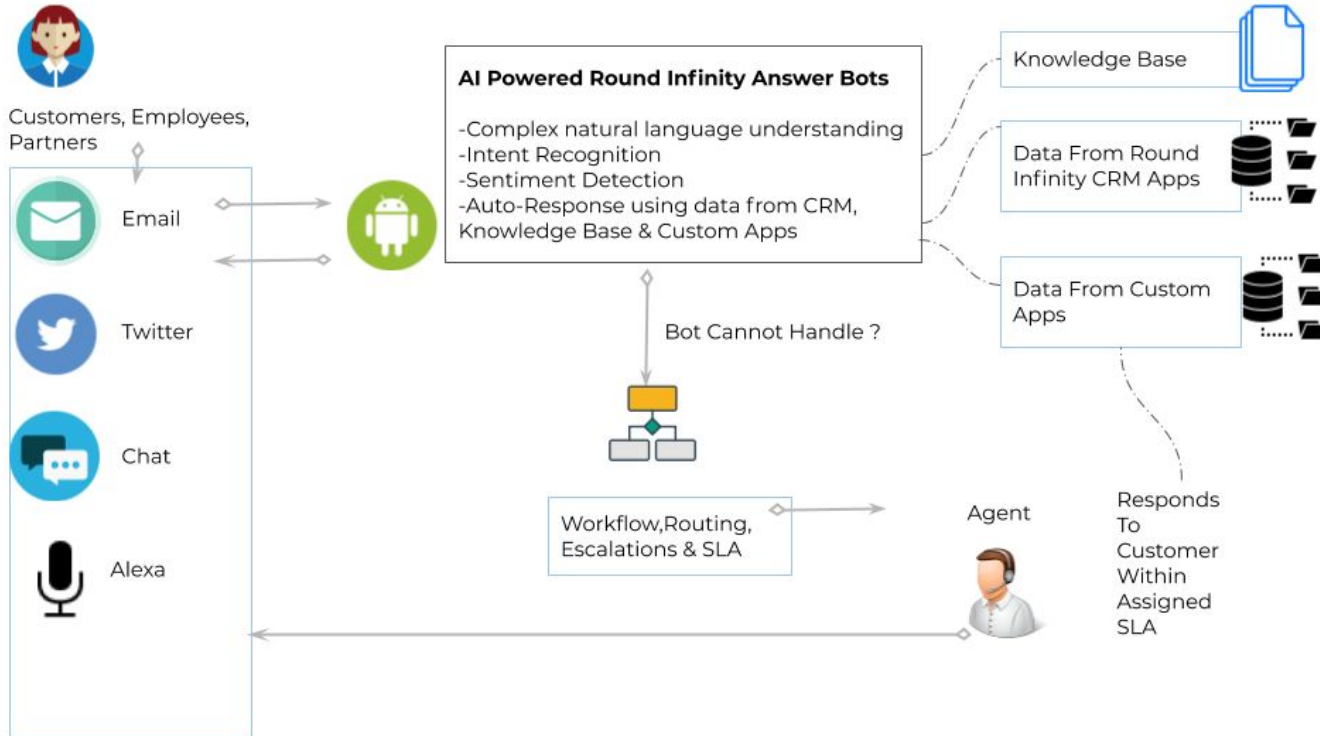 Customers, Employees,
Partners
Email
Twitter
Chat
Alexa
AI Powered Round Infinity Answer Bots
-Complex natural language understanding
-Intent Recognition
-Sentiment Detection
-Auto-Response using data from CRM,
Knowledge Base & Custom Apps
Knowledge Base
Data From Round
Infinity CRM Apps
Data From Custom
Apps
Bot Cannot Handle ?
Workflow,Routing,
Escalations & SLA
Agent
Responds
To
Customer
Within
Assigned
SLA